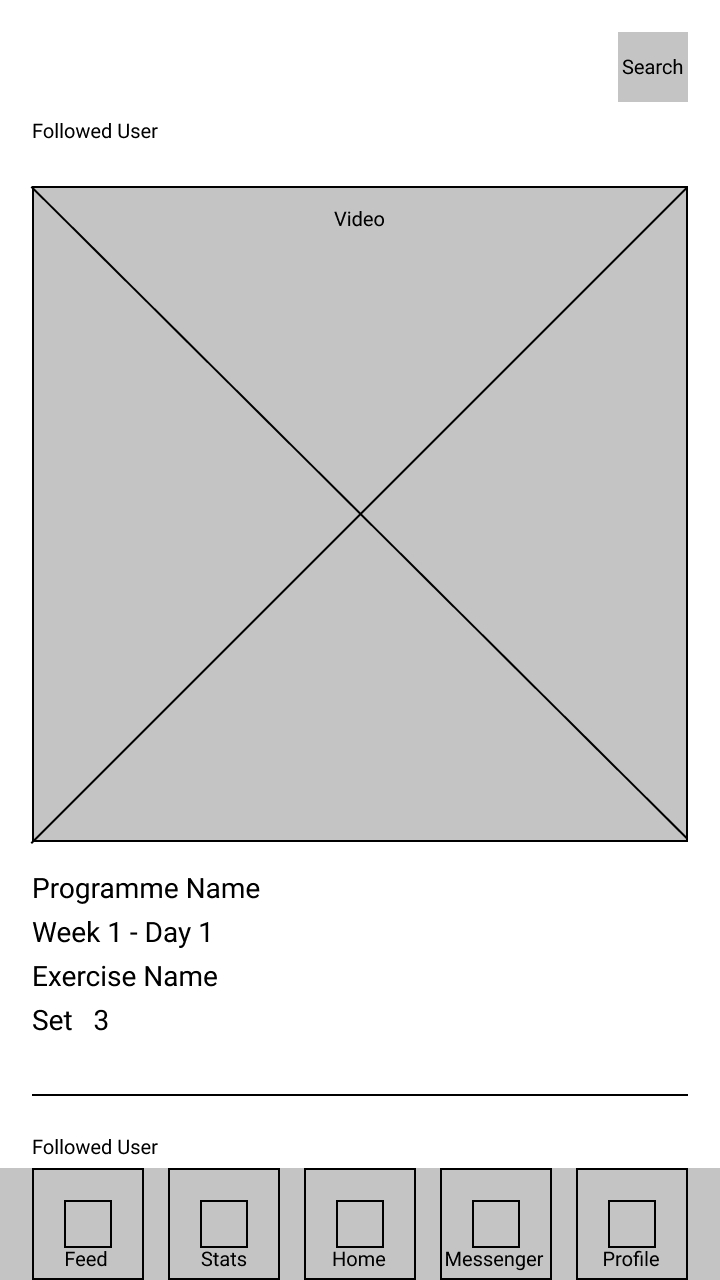 Search
Followed User
Video
Programme Name
Week 1 - Day 1
Exercise Name
Set 3
Followed User
Feed Stats Home Messenger Profile